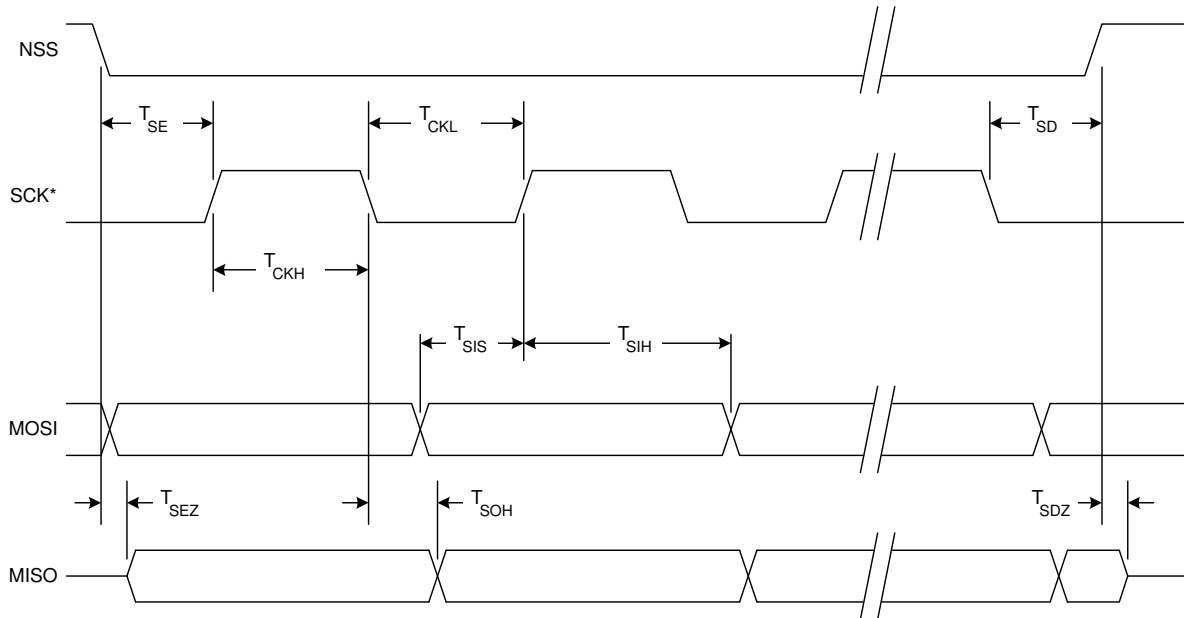 NSS
T_SE
T_CKL
T_SD
SCK*
T_CKH
T_SIS
T_SIH
MOSI
T_SEZ
T_SOH
T_SDZ
MISO